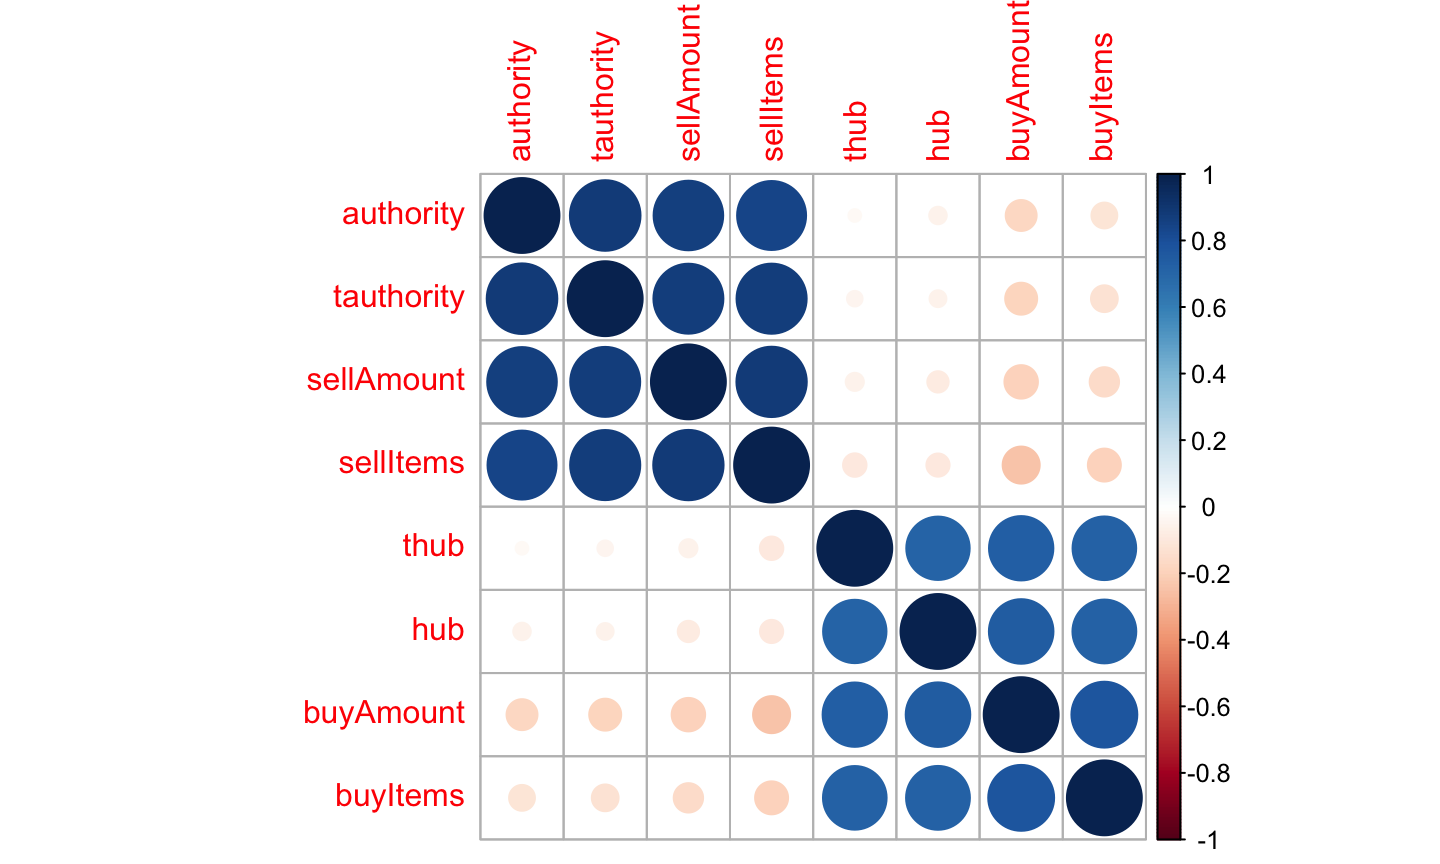 authority
tauthority
sellAmount
sellItems
thub
hub
buyAmount
buyItems
authority
tauthority
sellAmount
sellItems
thub
hub
buyAmount
buyItems
1
0.8
0.6
0.4
0.2
0
-0.2
-0.4
-0.6
-0.8
-1